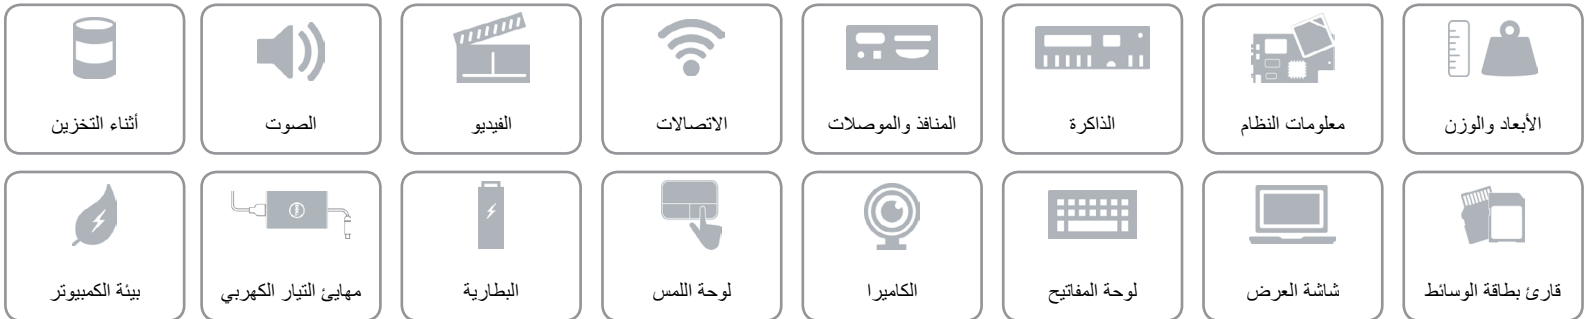 الأبعاد والوزن
معلومات النظام
الذاكرة
المنافذ والموصلات
الاتصالات
الفيديو
الصوت
أثناء التخزين
قارئ بطاقة الوسائط
شاشة العرض
لوحة المفاتيح
الكاميرا
لوحة اللمس
البطارية
مهايئ التيار الكهربي
بيئة الكمبيوتر